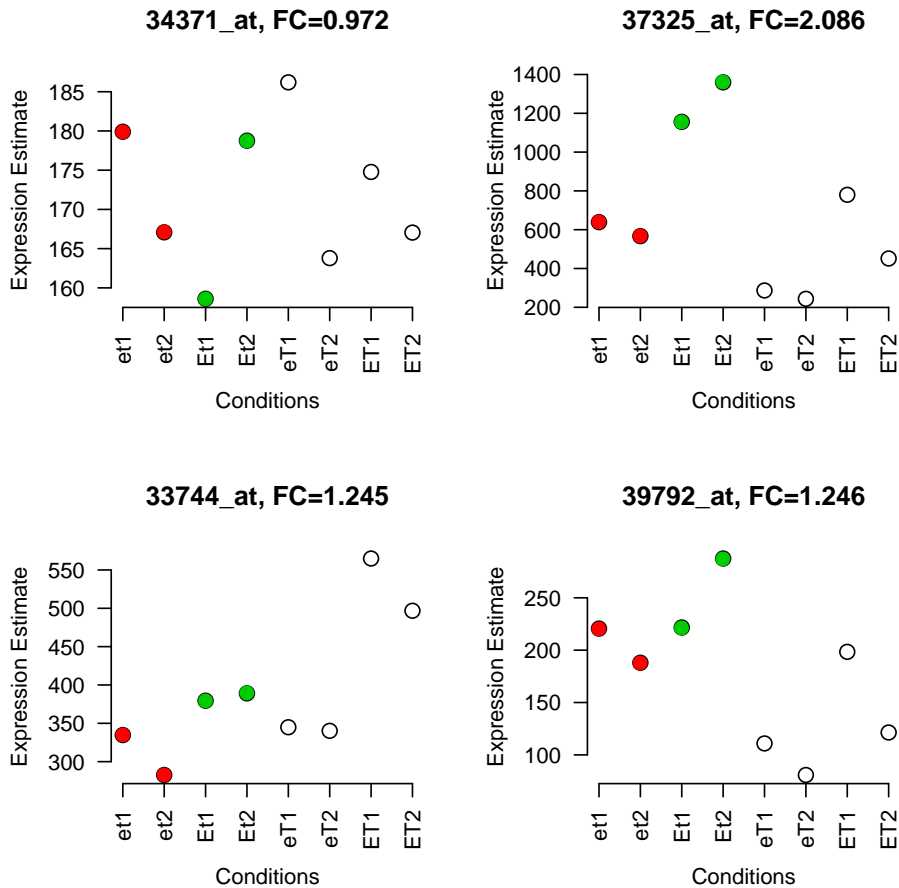 34371_at, FC=0.972
Expression Estimate
185
180
175
170
165
160
et1
et2
Et1
Et2
eT1
eT2
ET1
ET2
Conditions
37325_at, FC=2.086
Expression Estimate
1400
1200
1000
800
600
400
200
et1
et2
Et1
Et2
eT1
eT2
ET1
ET2
Conditions
33744_at, FC=1.245
Expression Estimate
550
500
450
400
350
300
et1
et2
Et1
Et2
eT1
eT2
ET1
ET2
Conditions
39792_at, FC=1.246
Expression Estimate
250
200
150
100
et1
et2
Et1
Et2
eT1
eT2
ET1
ET2
Conditions